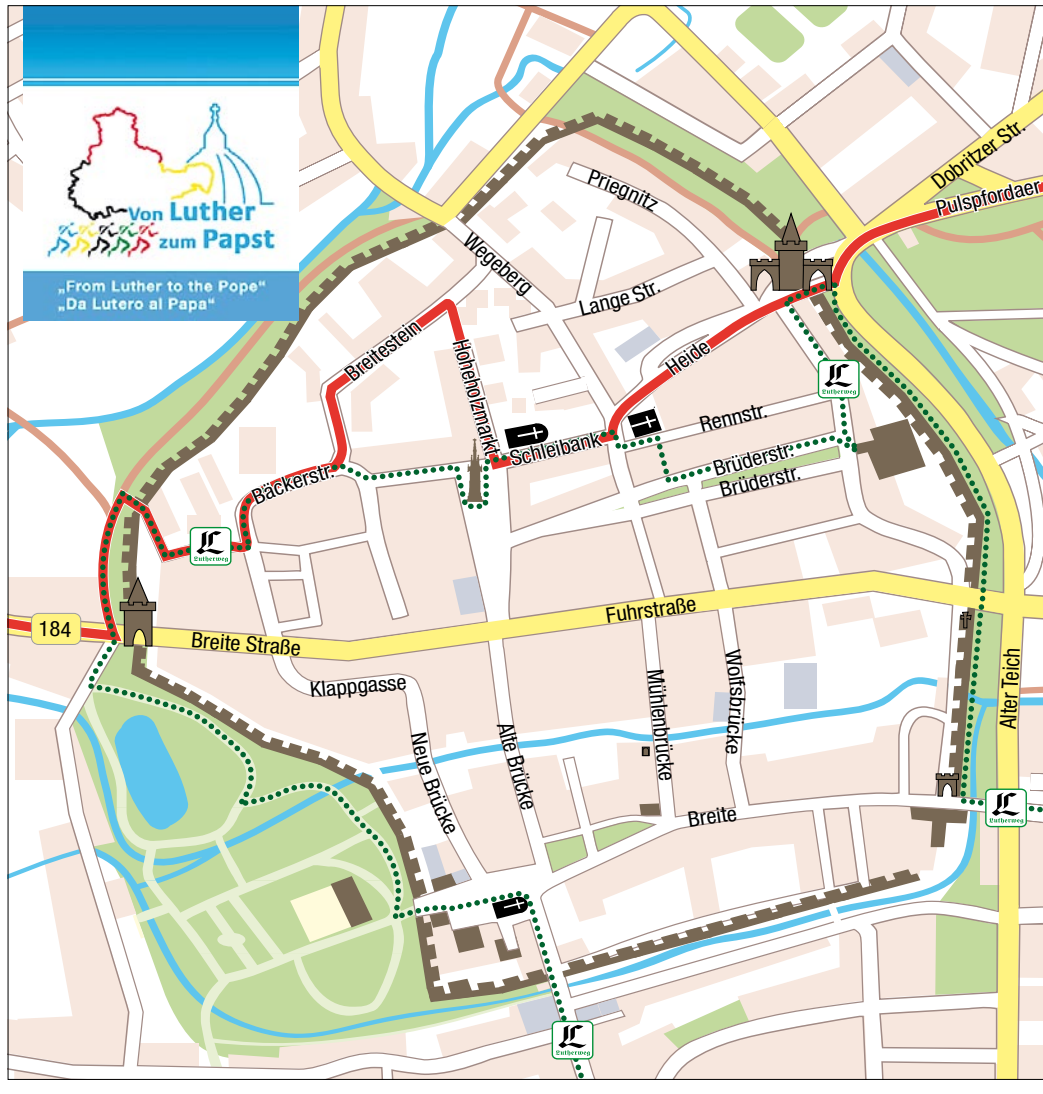 Von Luther
zum Papst
„From Luther to the Pope“
„Da Lutero al Papa“
Dobritzer Str.
Pulspfordaer
Priegnitz
Wegeberg
Lange Str.
Breitestein
Hoheholzmarkt
Heide
L
Lutherweg
Rennstr.
Schleibank
Brüderstr.
Brüderstr.
Bäckerstr.
L
Lutherweg
184
Breite Straße
Fuhrstraße
Klappgasse
Neue Brücke
Alte Brücke
Mühlenbrücke
Wolfsbrücke
Alter Teich
Breite
L
Lutherweg
L
Lutherweg